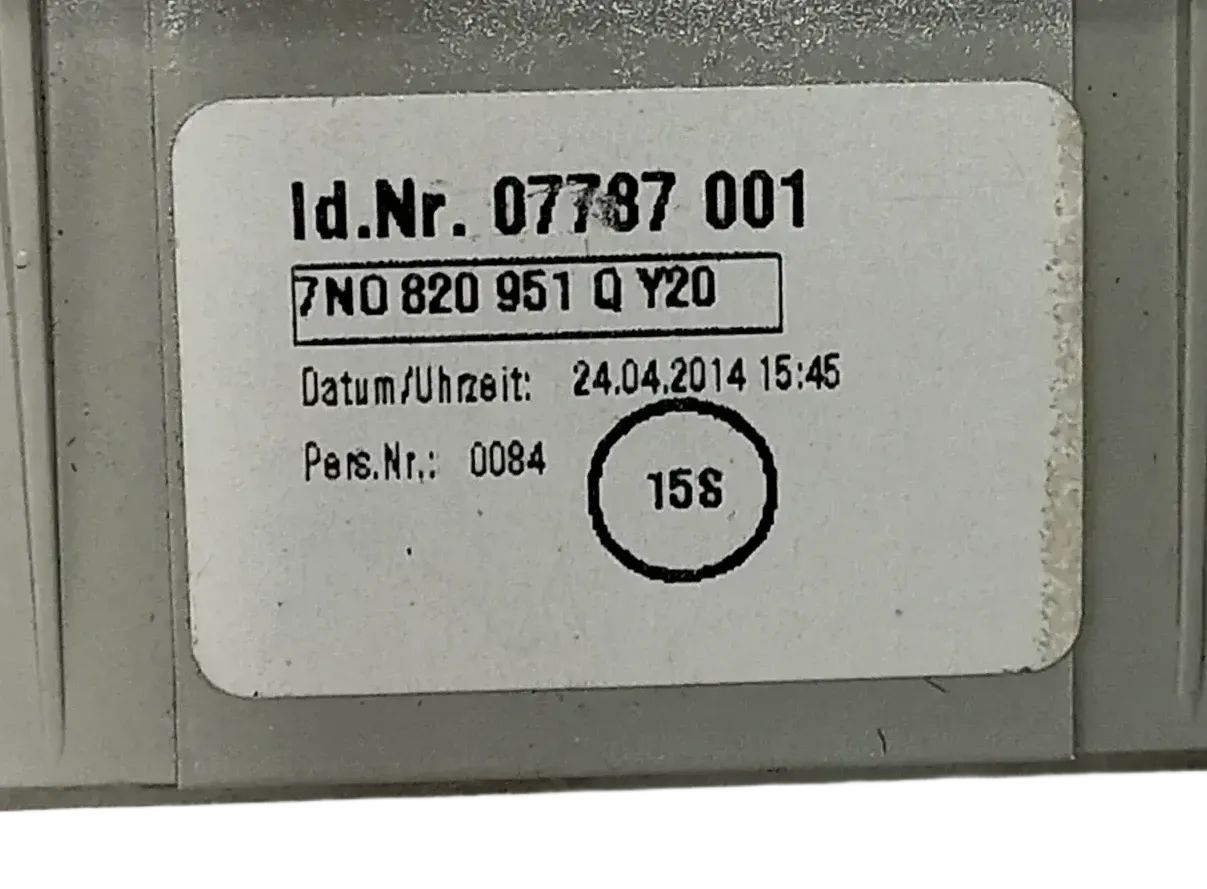 Id.Nr. 07787 001
7N0 820 951 Q Y20
Datum/Uhrzeit: 24.04.2014 15:45
Pers.Nr.: 0084
15S